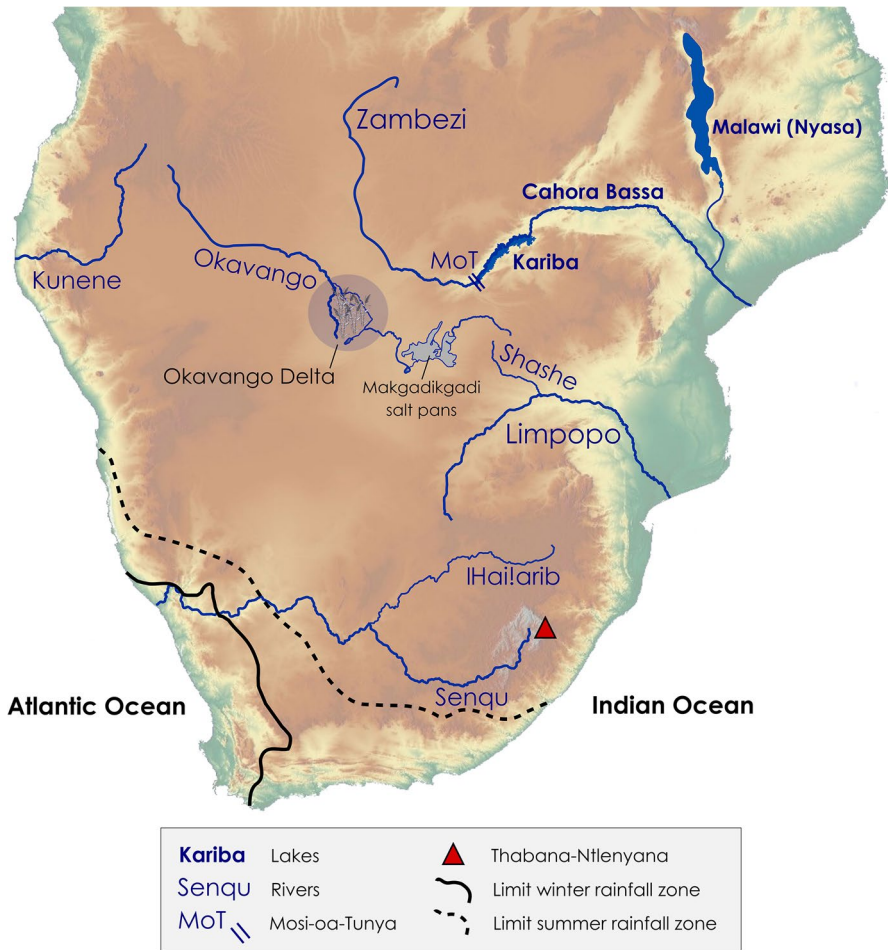 Zambezi
Malawi (Nyasa)
Cahora Bassa
MoT
Kariba
Kunene
Okavango
Okavango Delta
Makgadikgadi
salt pans
Shashe
Limpopo
IHai!arib
Senqu
Atlantic Ocean
Indian Ocean
Kariba Lakes
Senqu Rivers
MoT Mosi-oa-Tunya
Thabana-Ntlenyana
Limit winter rainfall zone
Limit summer rainfall zone